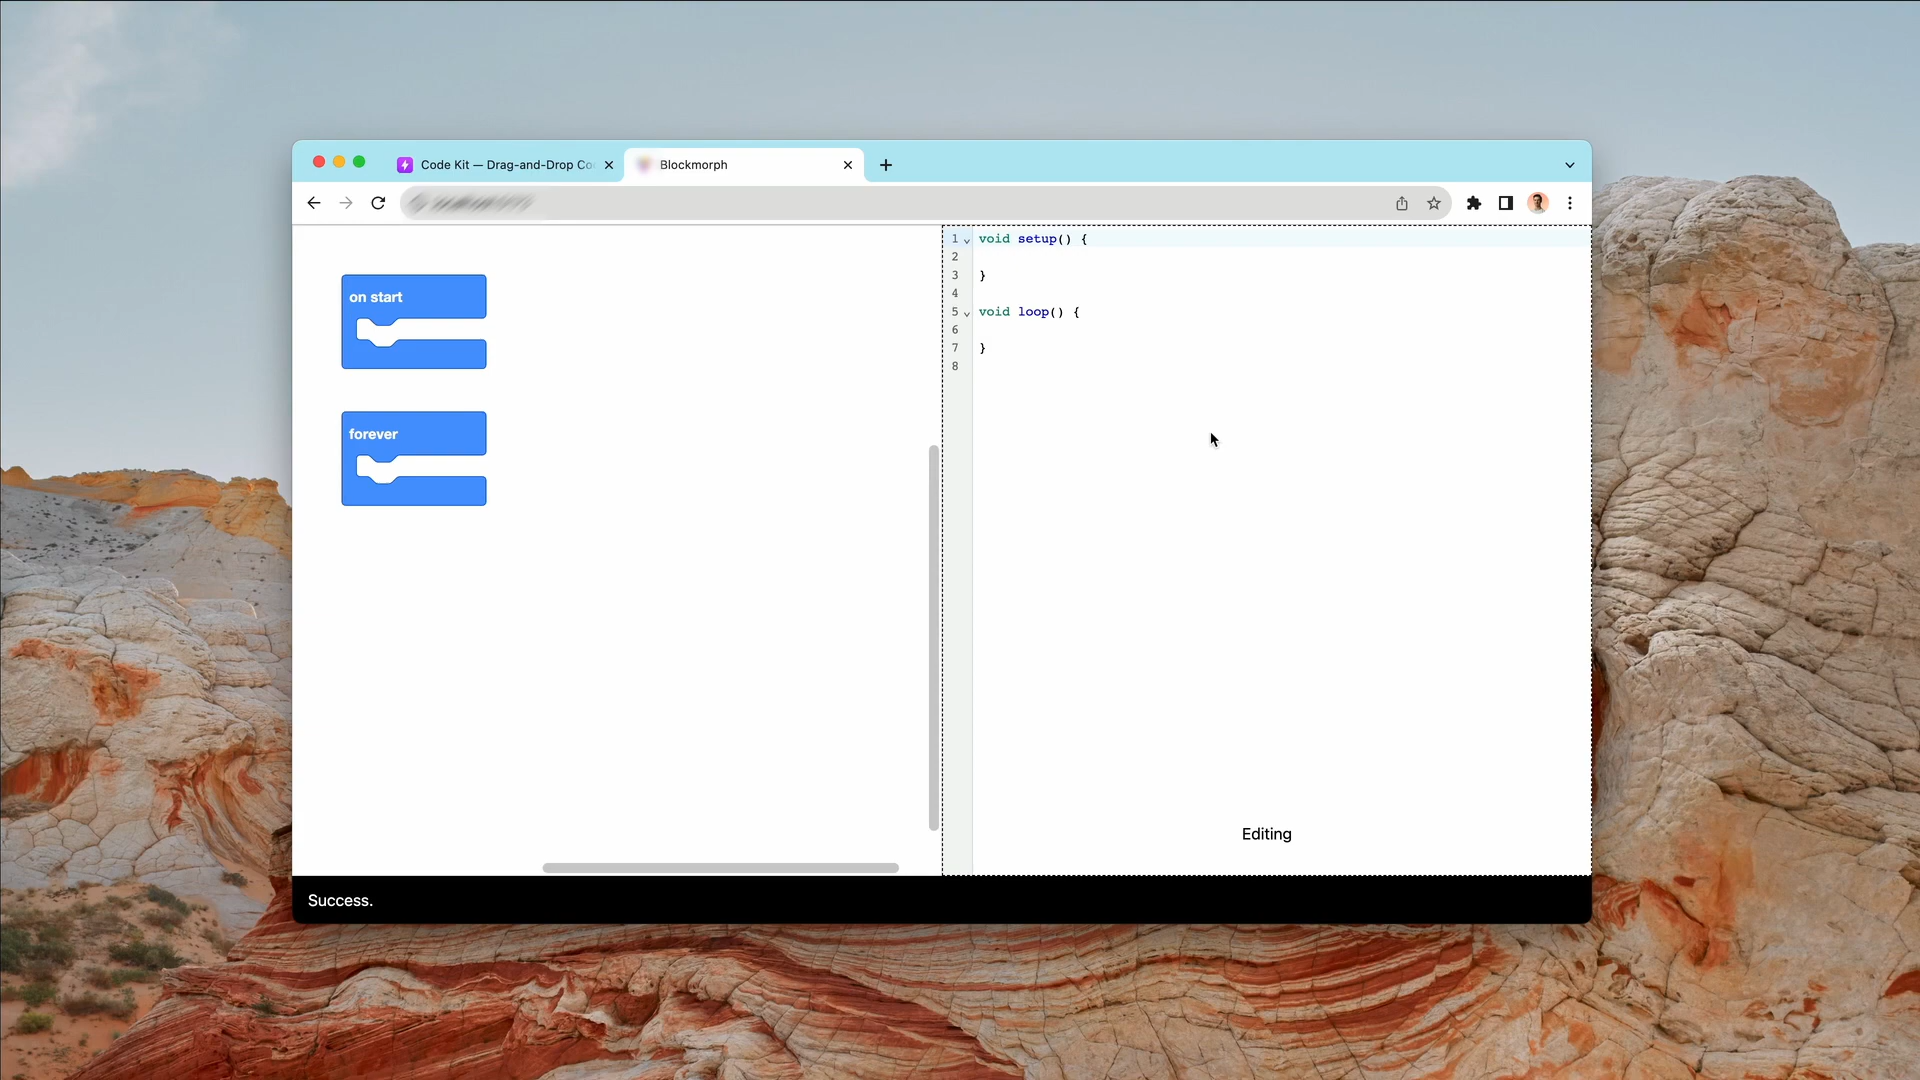 Code Kit — Drag-and-Drop Co
Blockmorph
on start
forever
1 void setup() {
2
3 }
4
5 void loop() {
6
7 }
8
Editing
Success.